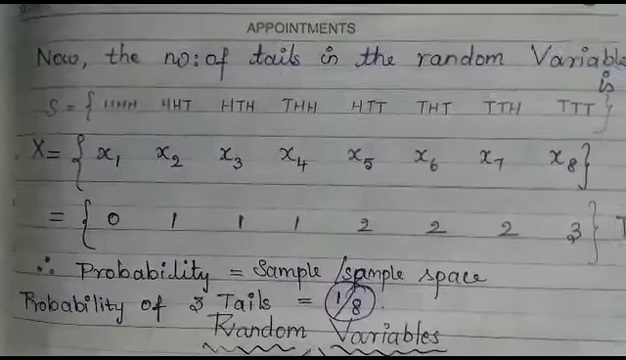 APPOINTMENTS
Now, the no: of tails in the random Variable
is
S = { HHH HHT HTH THH HTT THT TTH TTT }
X = { x₁ x₂ x₃ x₄ x₅ x₆ x₇ x₈ }
= { 0 1 1 1 2 2 2 3 }
∴ Probability = Sample / sample space
Probability of 3 Tails = 1/8.
Random Variables